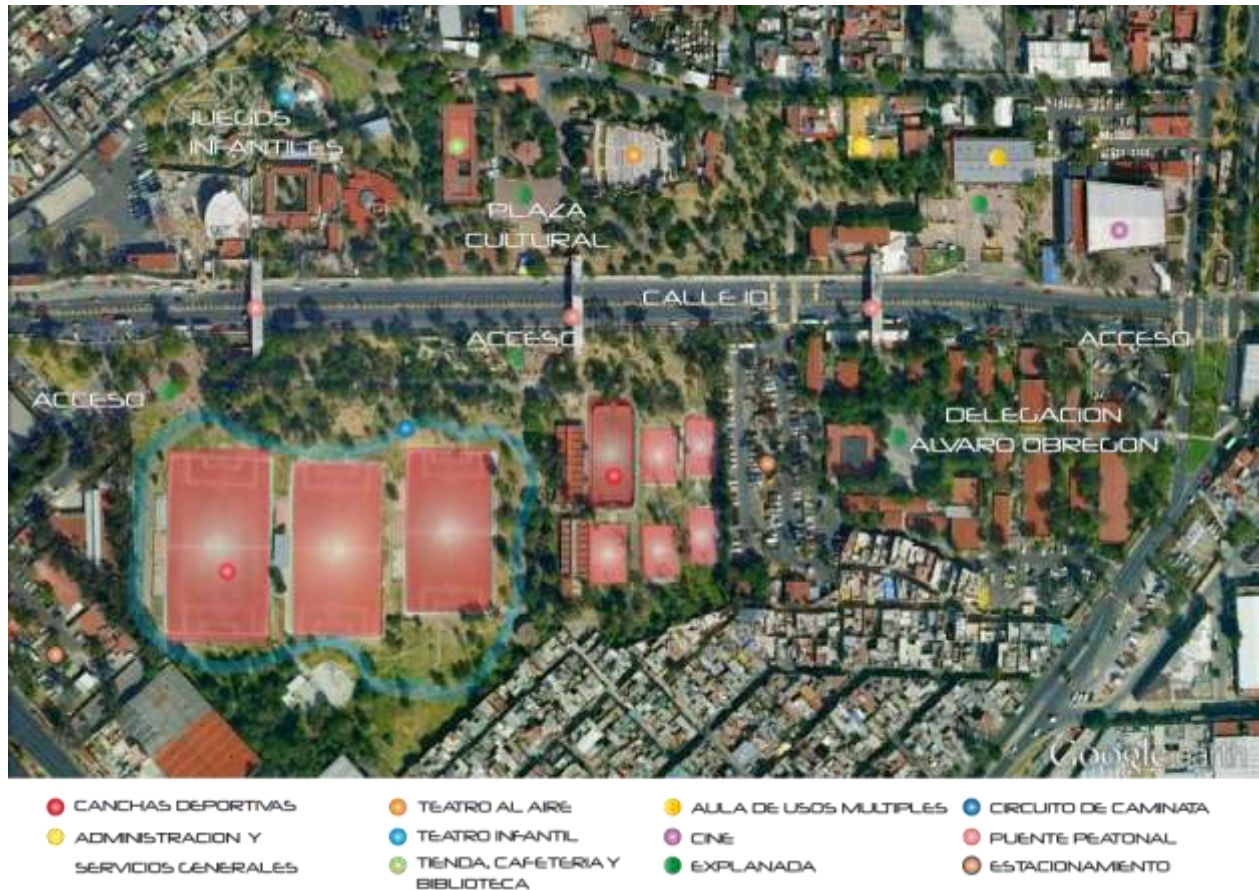 JUEGOS
INFANTILES
PLAZA
CULTURAL
CALLE 10
ACCESO
ACCESO
ACCESO
DELEGACION
ALVARO OBREGON
Google earth
CANCHAS DEPORTIVAS
ADMINISTRACION Y
SERVICIOS GENERALES
TEATRO AL AIRE
TEATRO INFANTIL
TIENDA, CAFETERIA Y
BIBLIOTECA
AULA DE USOS MULTIPLES
CINE
EXPLANADA
CIRCUITO DE CAMINATA
PUENTE PEATONAL
ESTACIONAMIENTO